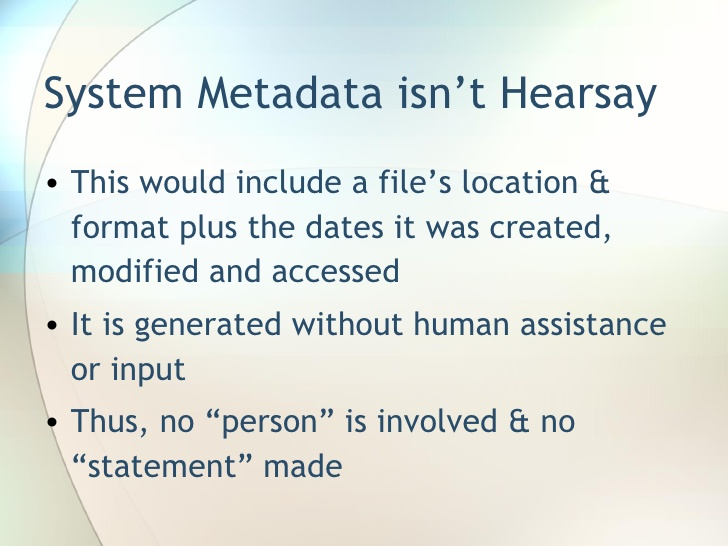 System Metadata isn’t Hearsay
• This would include a file’s location &
format plus the dates it was created,
modified and accessed
• It is generated without human assistance
or input
• Thus, no “person” is involved & no
“statement” made